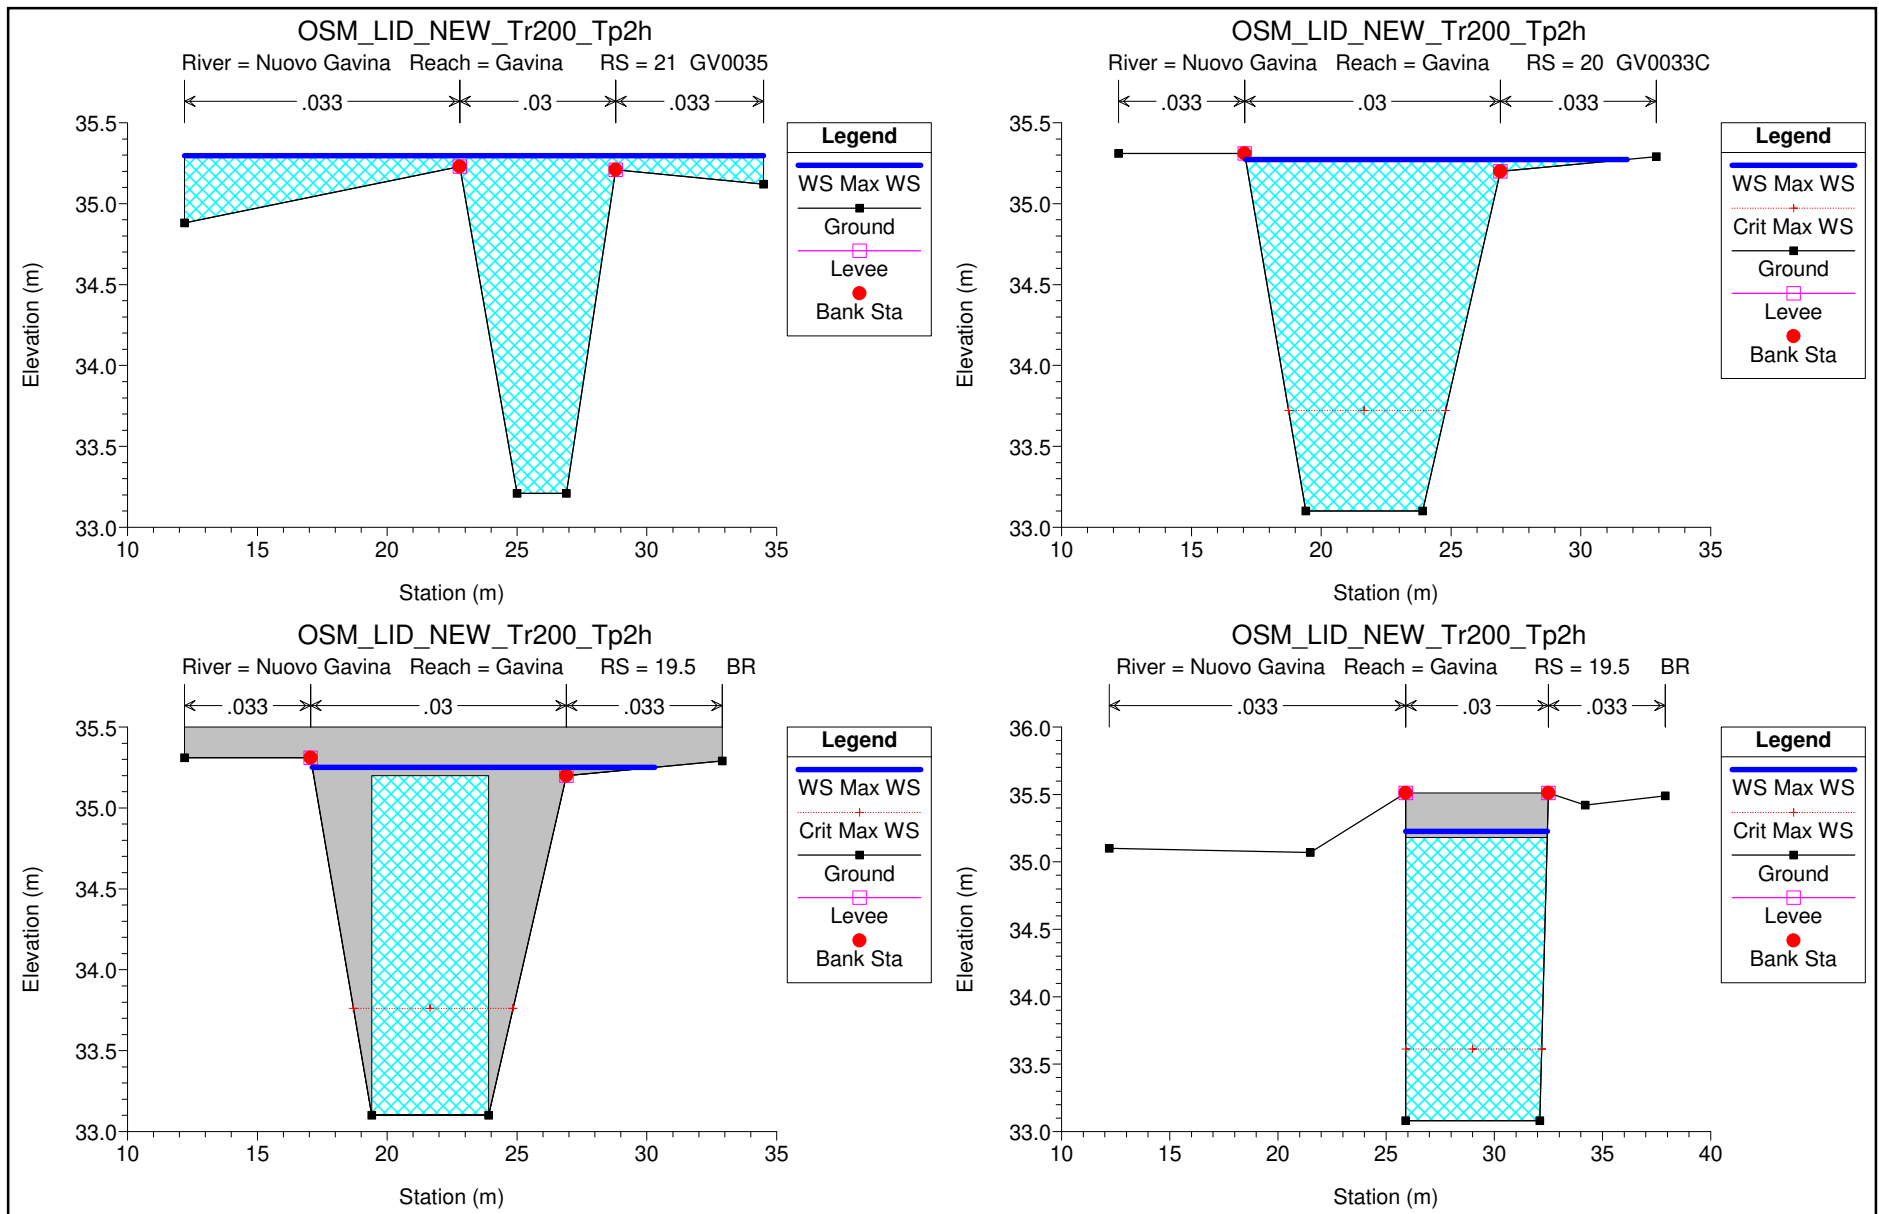 OSM_LID_NEW_Tr200_Tp2h
River = Nuovo Gavina Reach = Gavina RS = 21 GV0035
.033
.03
.033
35.5
35.0
34.5
34.0
33.5
33.0
10
15
20
25
30
35
Elevation (m)
Station (m)
Legend
WS Max WS
Ground
Levee
Bank Sta
OSM_LID_NEW_Tr200_Tp2h
River = Nuovo Gavina Reach = Gavina RS = 20 GV0033C
.033
.03
.033
35.5
35.0
34.5
34.0
33.5
33.0
10
15
20
25
30
35
Elevation (m)
Station (m)
Legend
WS Max WS
Crit Max WS
Ground
Levee
Bank Sta
OSM_LID_NEW_Tr200_Tp2h
River = Nuovo Gavina Reach = Gavina RS = 19.5 BR
.033
.03
.033
35.5
35.0
34.5
34.0
33.5
33.0
10
15
20
25
30
35
Elevation (m)
Station (m)
Legend
WS Max WS
Crit Max WS
Ground
Levee
Bank Sta
OSM_LID_NEW_Tr200_Tp2h
River = Nuovo Gavina Reach = Gavina RS = 19.5 BR
.033
.03
.033
36.0
35.5
35.0
34.5
34.0
33.5
33.0
10
15
20
25
30
35
40
Elevation (m)
Station (m)
Legend
WS Max WS
Crit Max WS
Ground
Levee
Bank Sta